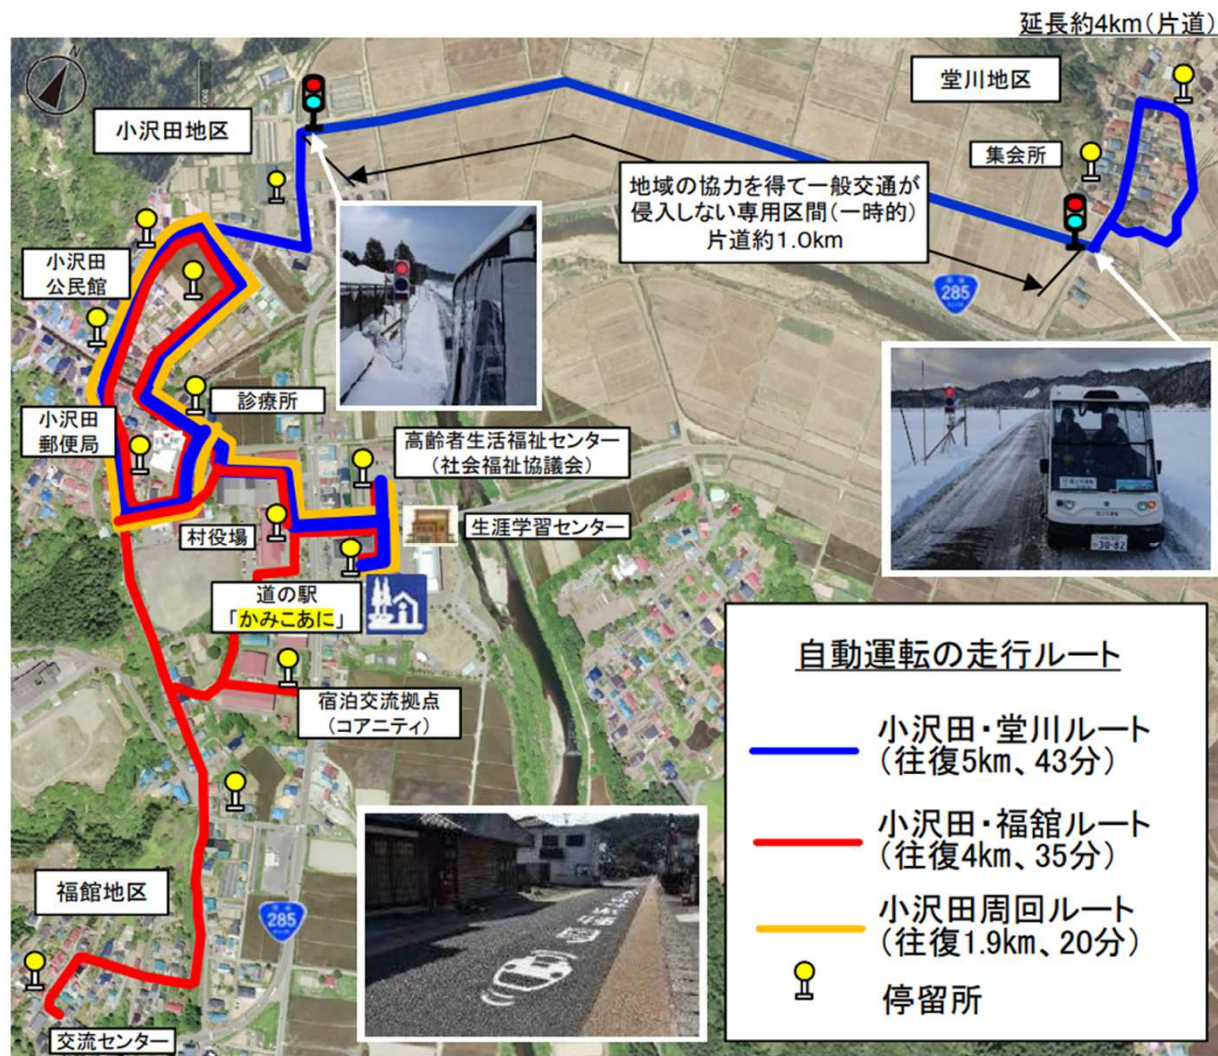 延長約4km(片道)
N
堂川地区
小沢田地区
集会所
地域の協力を得て一般交通が
侵入しない専用区間(一時的)
片道約1.0km
小沢田
公民館
285
診療所
小沢田
郵便局
高齢者生活福祉センター
(社会福祉協議会)
生涯学習センター
村役場
30-82
道の駅
「かみこあに」
宿泊交流拠点
(コアニティ)
自動運転の走行ルート
小沢田・堂川ルート
(往復5km、43分)
小沢田・福舘ルート
(往復4km、35分)
小沢田周回ルート
(往復1.9km、20分)
停留所
福館地区
285
交流センター